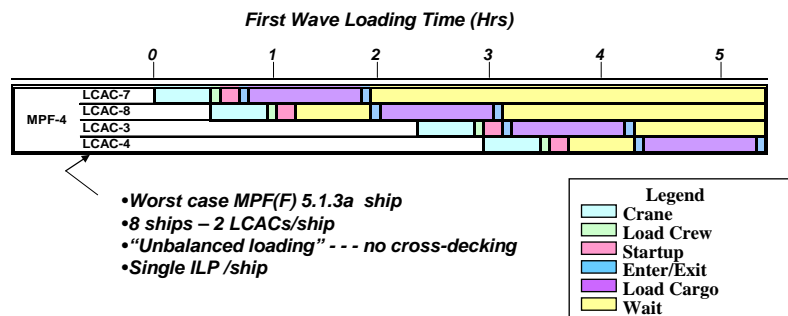 First Wave Loading Time (Hrs)
0 1 2 3 4 5
LCAC-7
LCAC-8
MPF-4
LCAC-3
LCAC-4
•Worst case MPF(F) 5.1.3a ship
•8 ships – 2 LCACs/ship
•“Unbalanced loading” - - - no cross-decking
•Single ILP /ship
Legend
Crane
Load Crew
Startup
Enter/Exit
Load Cargo
Wait